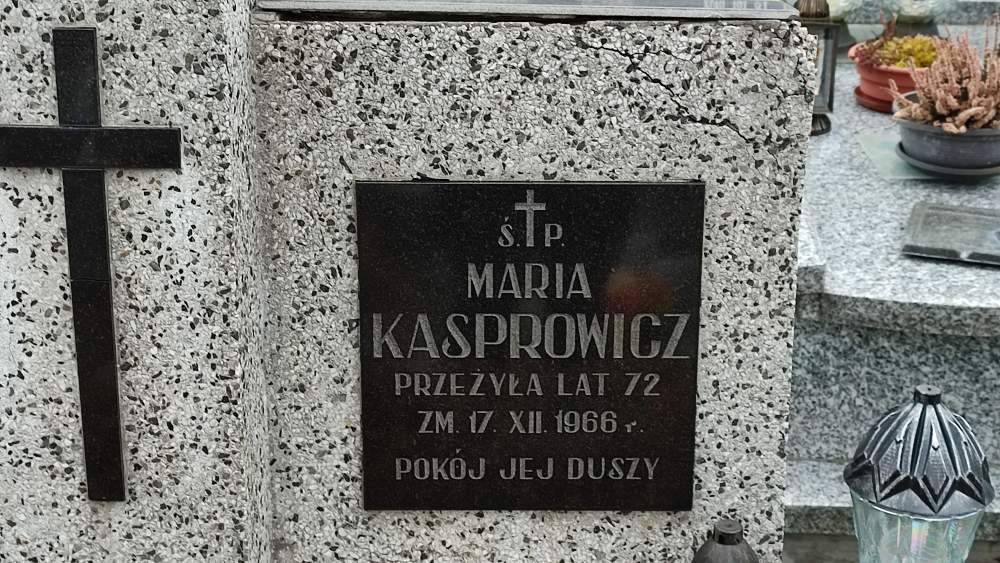 Ś.†P.
MARIA
KASPROWICZ
PRZEŻYŁA LAT 72
ZM. 17. XII. 1966 r.
POKÓJ JEJ DUSZY